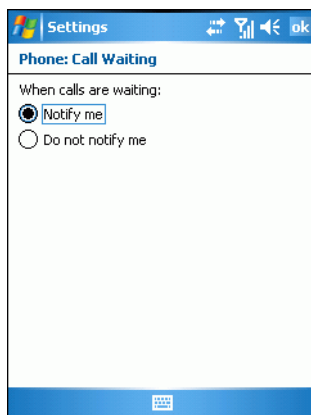 Settings
ok
Phone: Call Waiting
When calls are waiting:
Notify me
Do not notify me